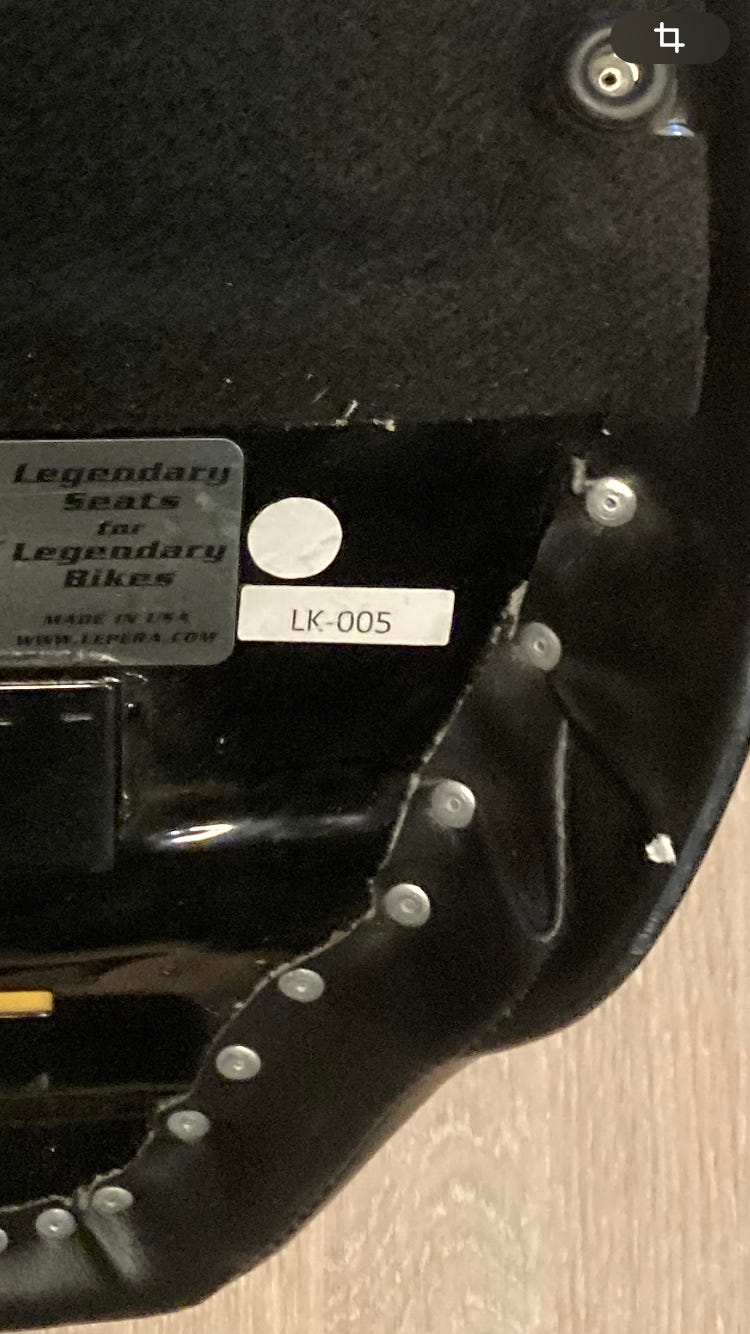 Legendary
Seats
for
Legendary
Bikes
MADE IN USA
WWW.LEPERA.COM
LK-005